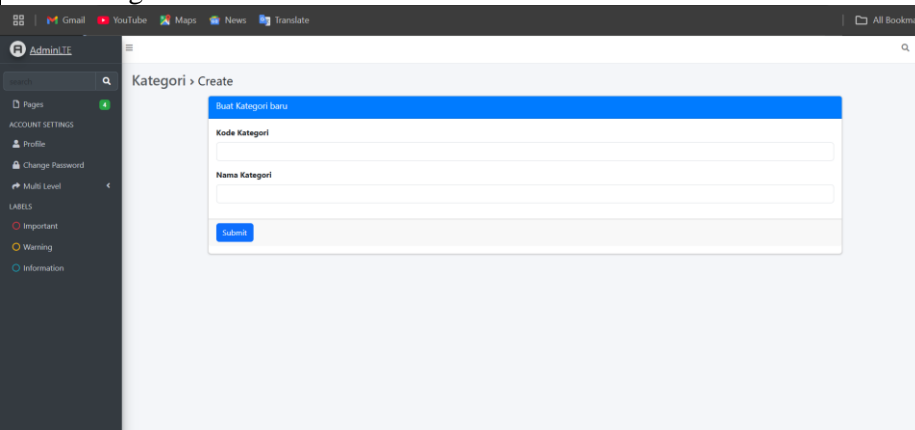 Gmail YouTube Maps News Translate All Bookma
AdminLTE
search
Kategori > Create
Pages 4
Buat Kategori baru
ACCOUNT SETTINGS
Kode Kategori
Profile
Change Password
Nama Kategori
Multi Level
LABELS
Important
Submit
Warning
Information